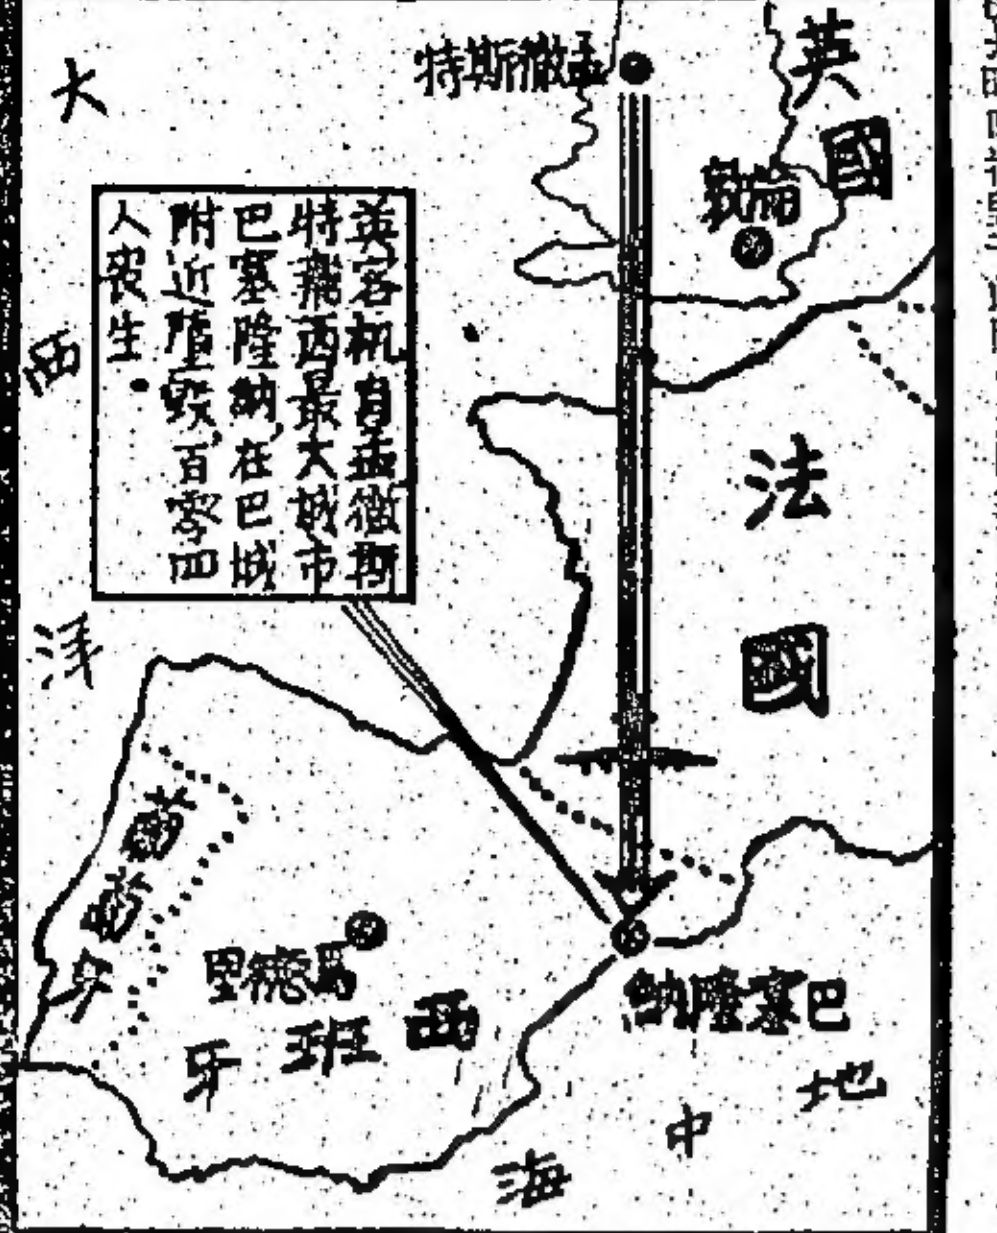 英國
孟徹斯特
倫敦
大西洋
英客机自孟徹斯
特飛西最大城市
巴塞隆納,在巴城
附近墮毀,百零四
人喪生.
法國
葡萄牙
馬德里
西班牙
巴塞隆納
地中海